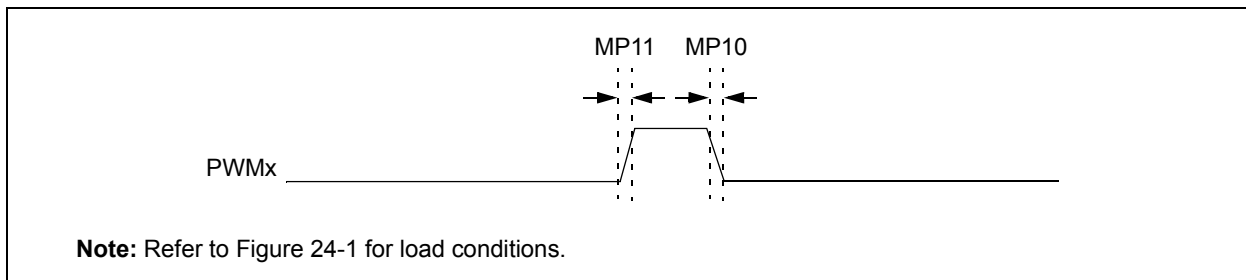 MP11 MP10
PWMx
Note: Refer to Figure 24-1 for load conditions.